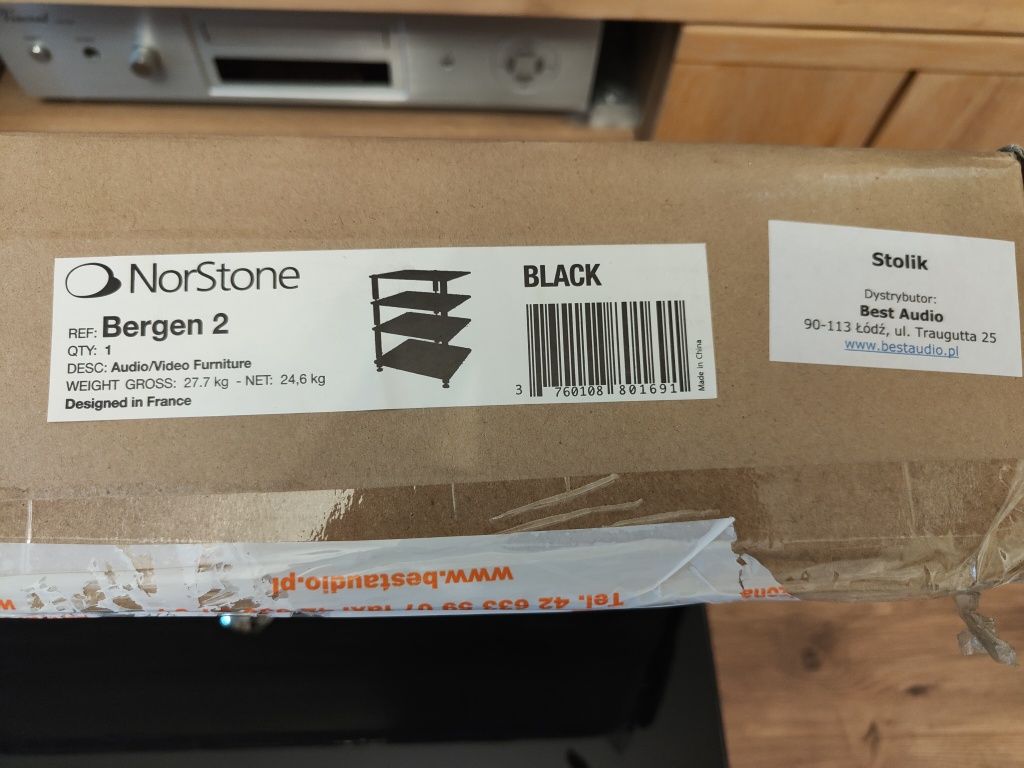 NorStone
REF: Bergen 2
QTY: 1
DESC: Audio/Video Furniture
WEIGHT GROSS: 27.7 kg - NET: 24,6 kg
Designed in France
BLACK
3 760108 801691
Made in China
Stolik
Dystrybutor:
Best Audio
90-113 Łódź, ul. Traugutta 25
www.bestaudio.pl
www.bestaudio.pl
Tel. 42 633 59 07